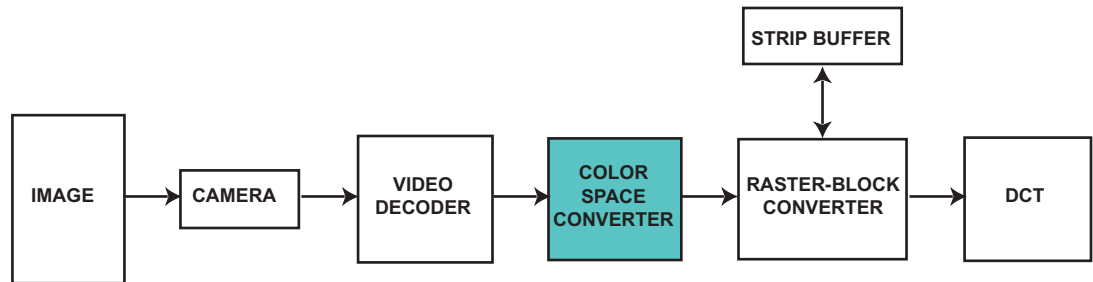 STRIP BUFFER
IMAGE
CAMERA
VIDEO
DECODER
COLOR
SPACE
CONVERTER
RASTER-BLOCK
CONVERTER
DCT